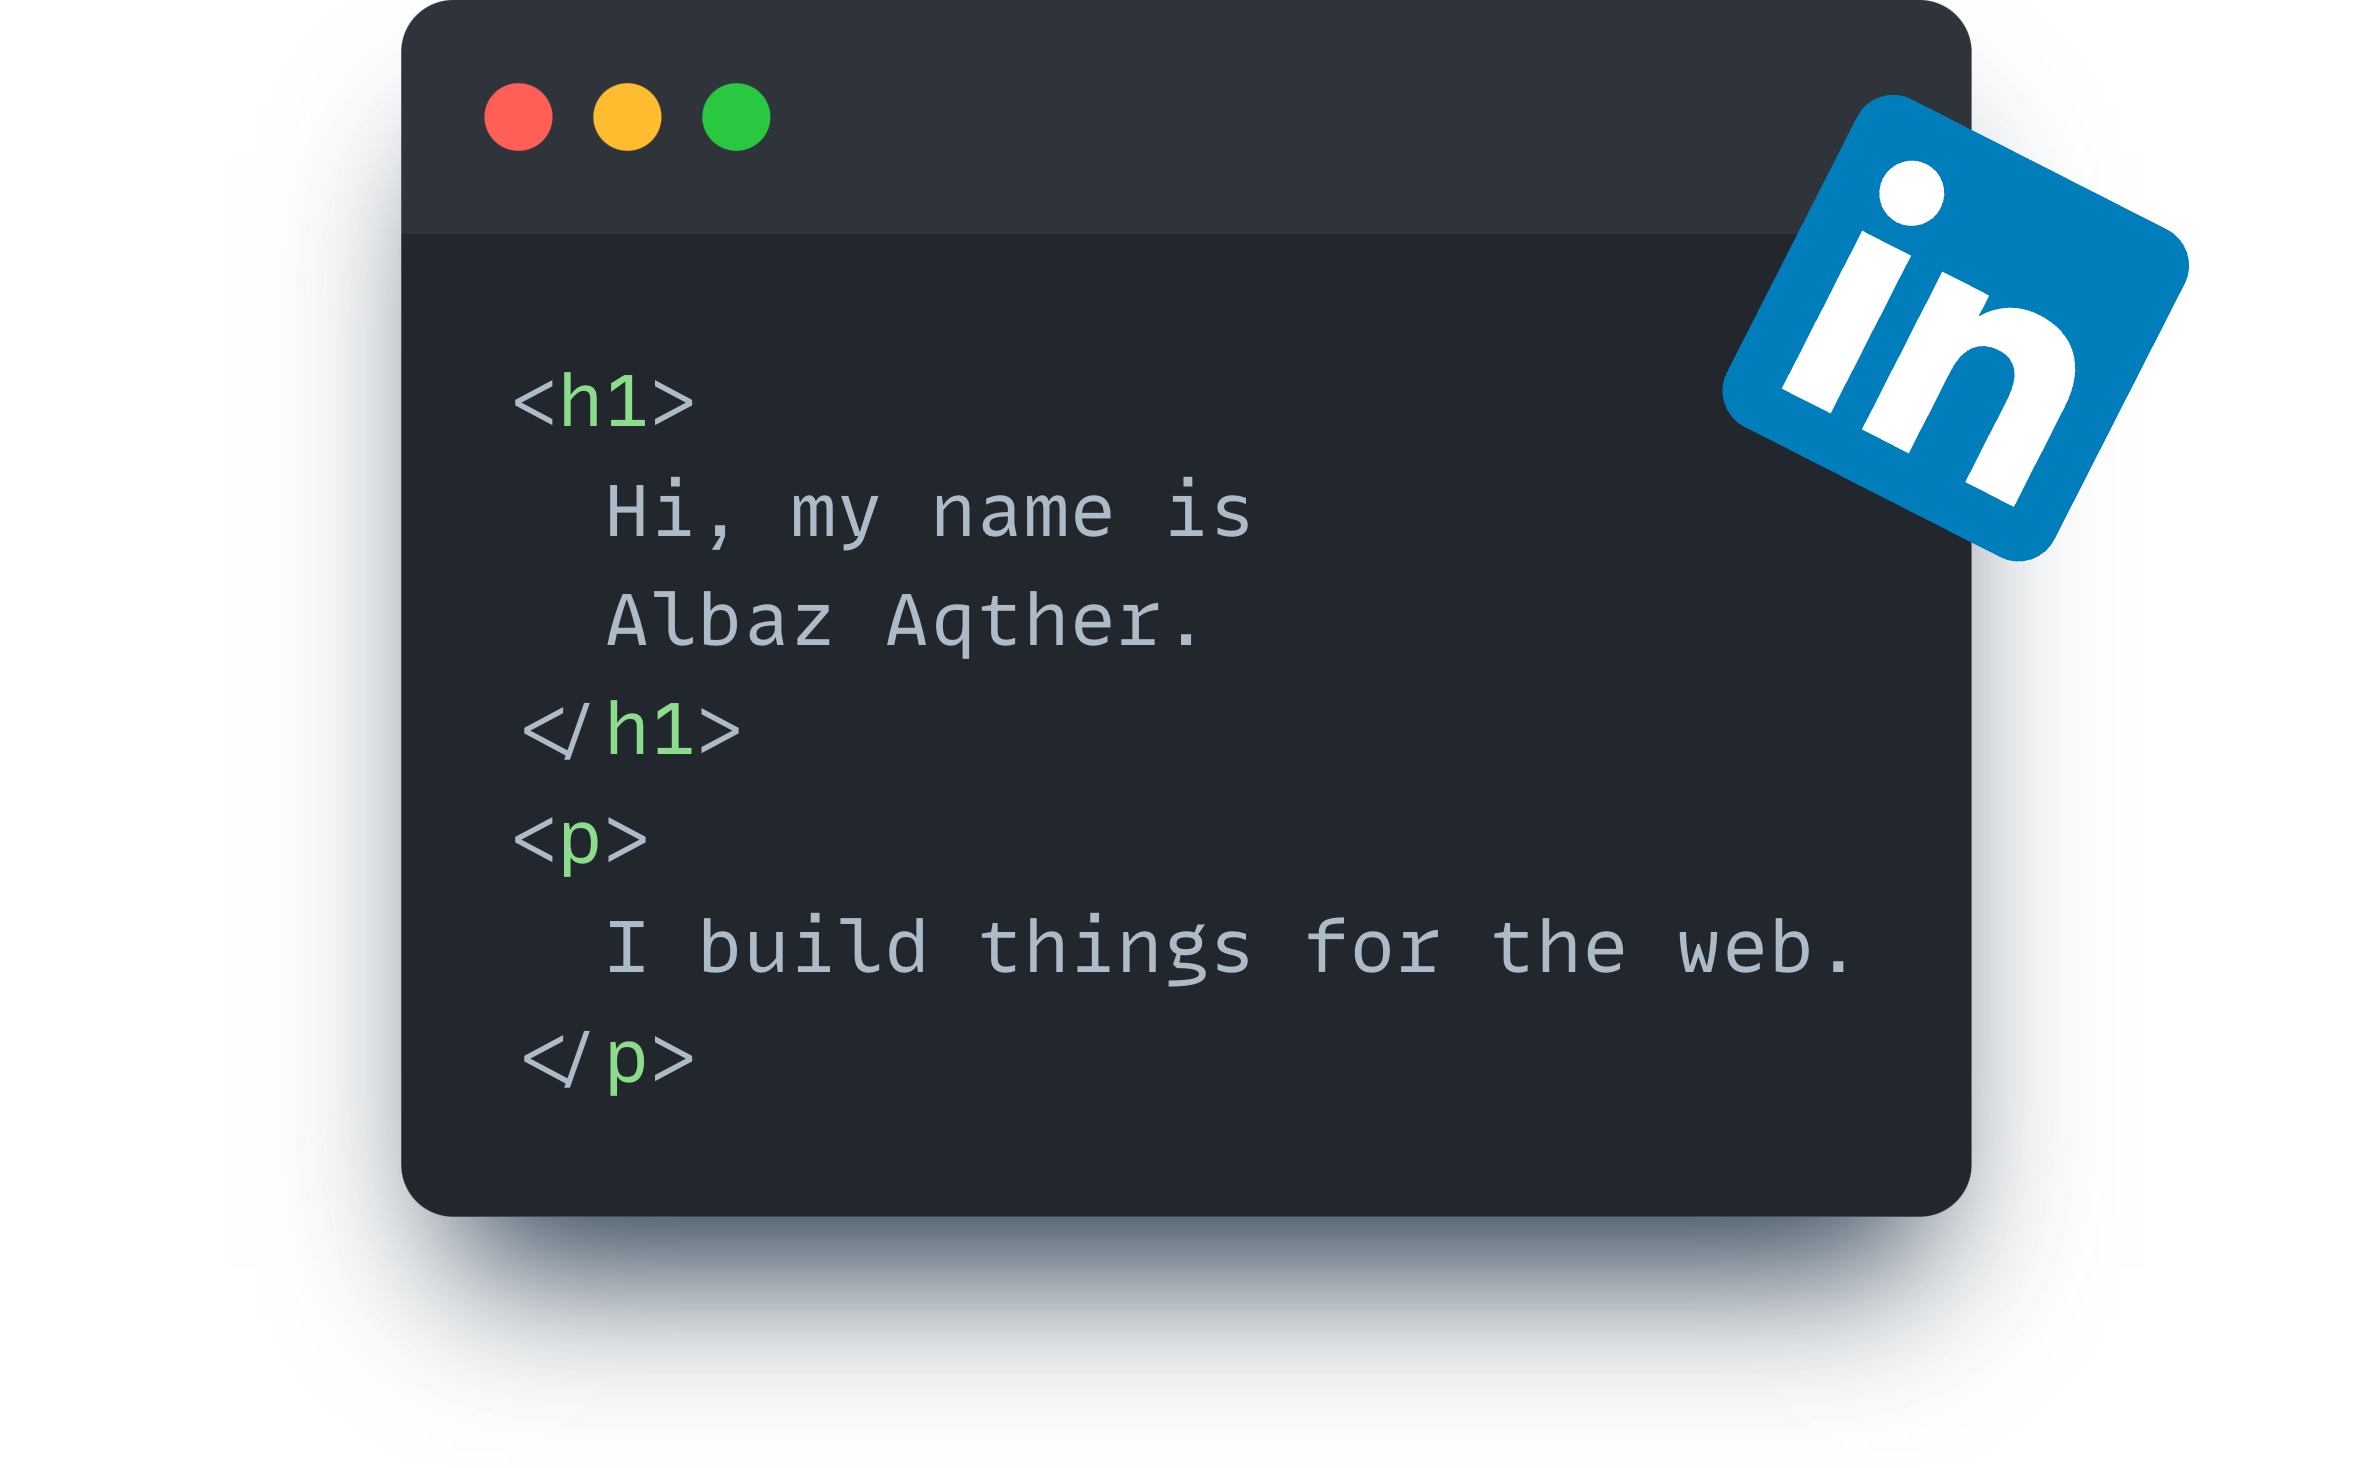 <h1>
Hi, my name is
Albaz Aqther.
</h1>
<p>
I build things for the web.
</p>
in